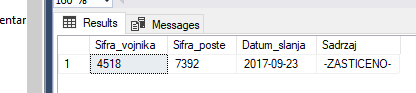 100 %
entar
Results Messages
Sifra_vojnika Sifra_poste Datum_slanja Sadrzaj
1 4518 7392 2017-09-23 -ZASTICENO-